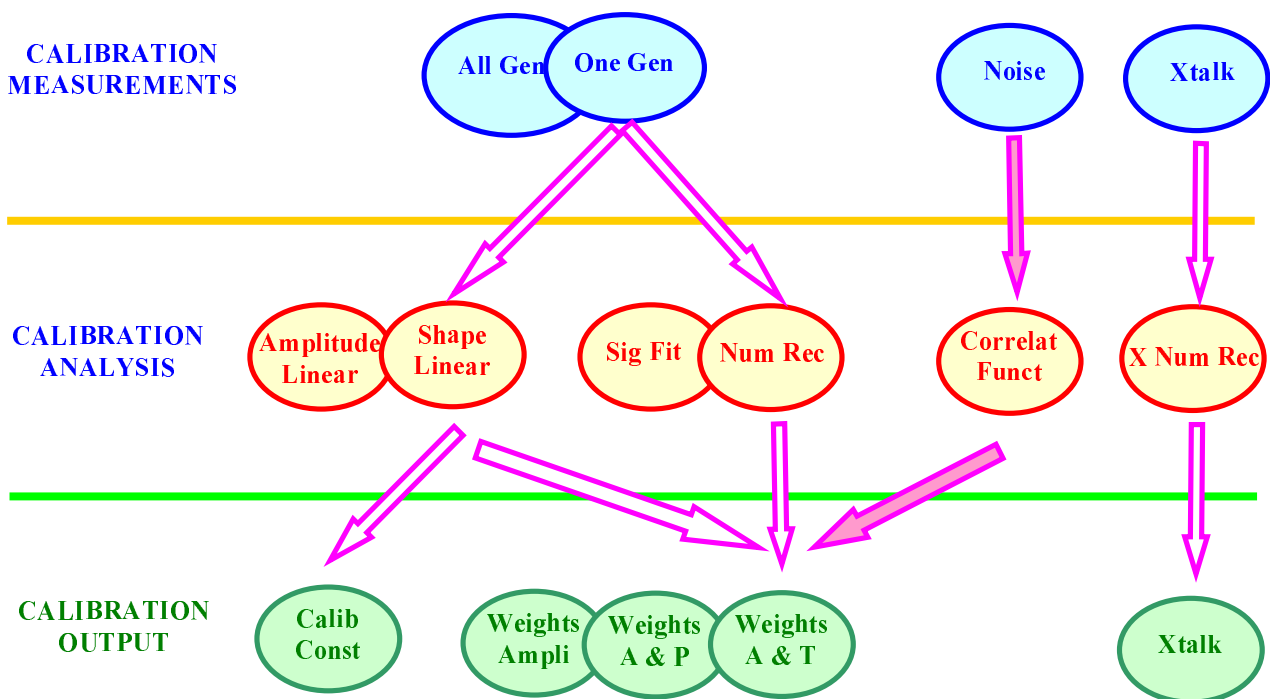 CALIBRATION
MEASUREMENTS
All Gen
One Gen
Noise
Xtalk
CALIBRATION
ANALYSIS
Amplitude
Linear
Shape
Linear
Sig Fit
Num Rec
Correlat
Funct
X Num Rec
CALIBRATION
OUTPUT
Calib
Const
Weights
Ampli
Weights
A & P
Weights
A & T
Xtalk